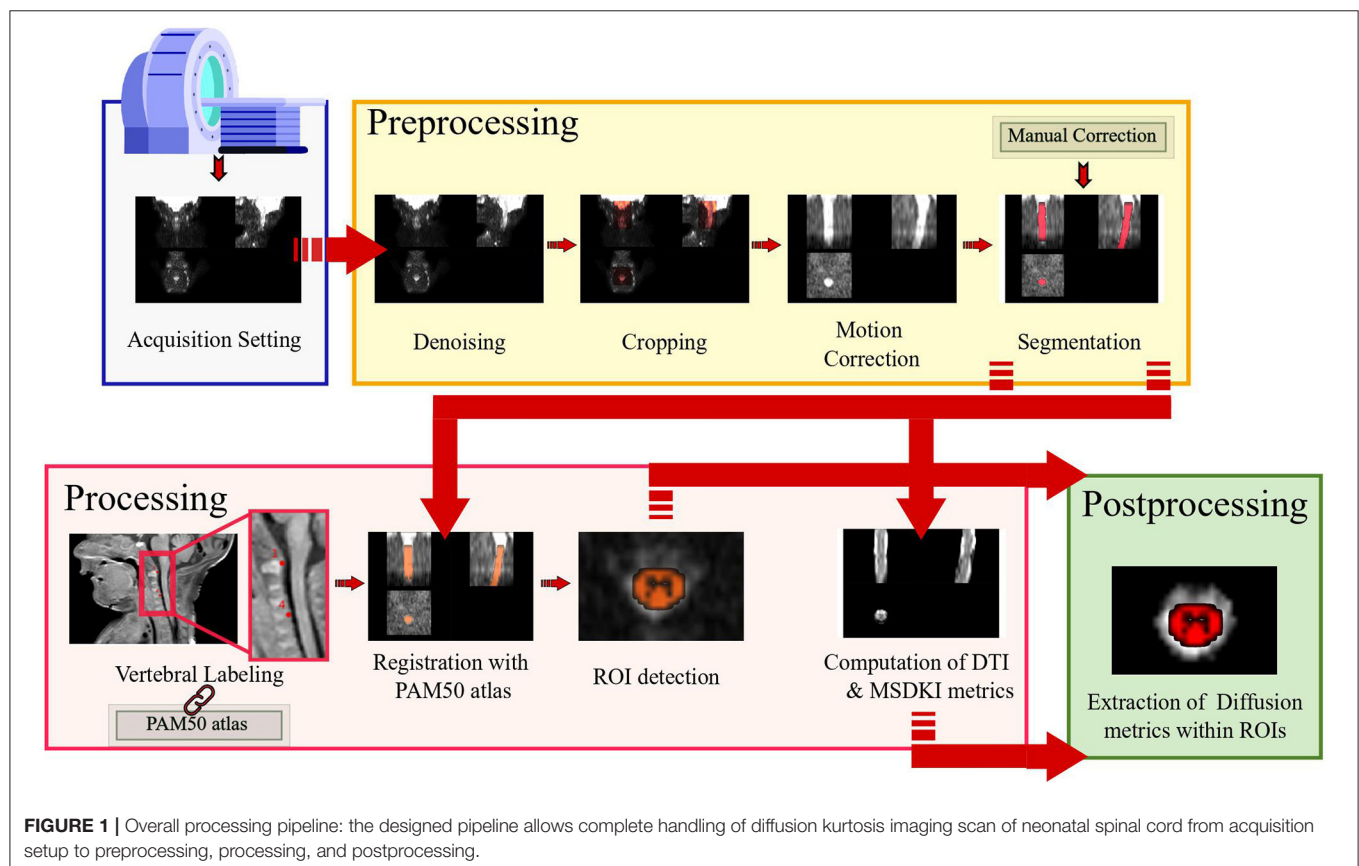 Preprocessing
Manual Correction
Acquisition Setting
Denoising
Cropping
Motion
Correction
Segmentation
Processing
3
4
Vertebral Labeling
PAM50 atlas
Registration with
PAM50 atlas
ROI detection
Computation of DTI
& MSDKI metrics
Postprocessing
Extraction of Diffusion
metrics within ROIs
FIGURE 1 | Overall processing pipeline: the designed pipeline allows complete handling of diffusion kurtosis imaging scan of neonatal spinal cord from acquisition
setup to preprocessing, processing, and postprocessing.